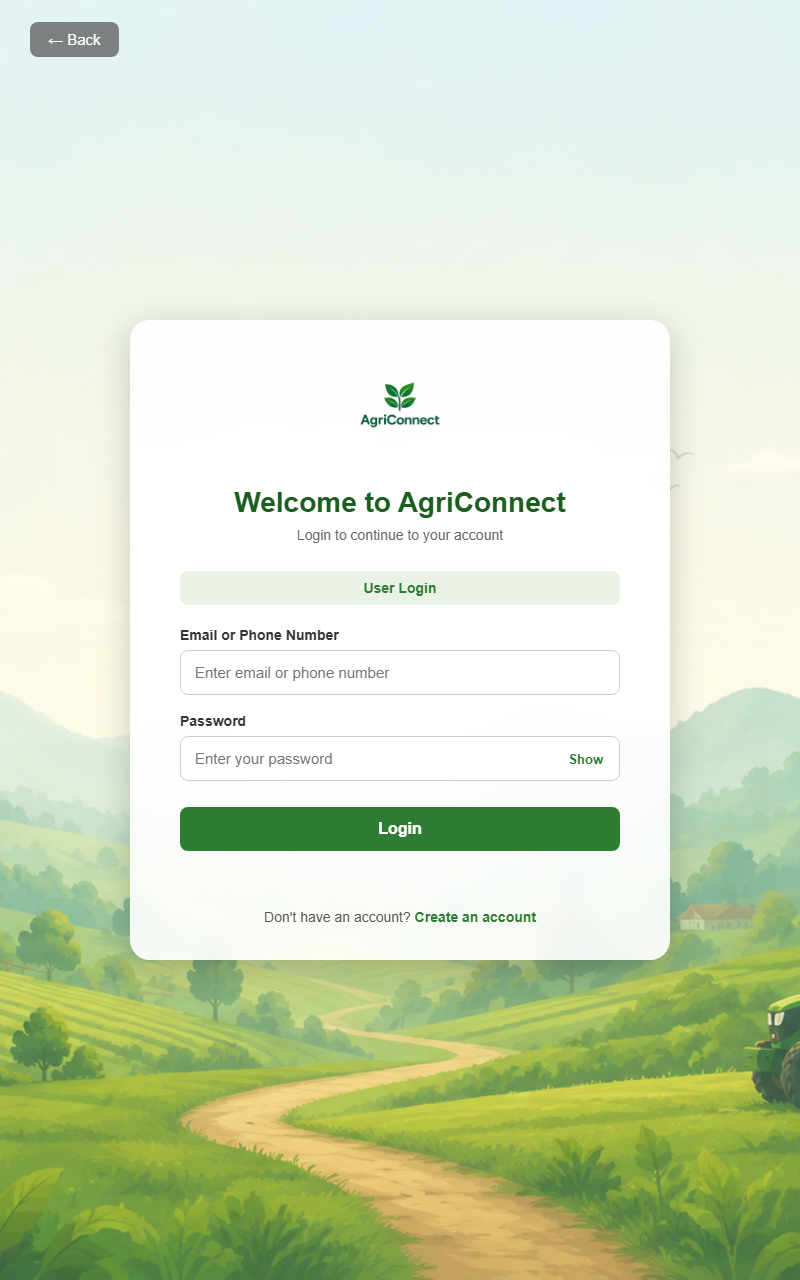 ← Back
AgriConnect
Welcome to AgriConnect
Login to continue to your account
User Login
Email or Phone Number
Enter email or phone number
Password
Enter your password Show
Login
Don't have an account? Create an account